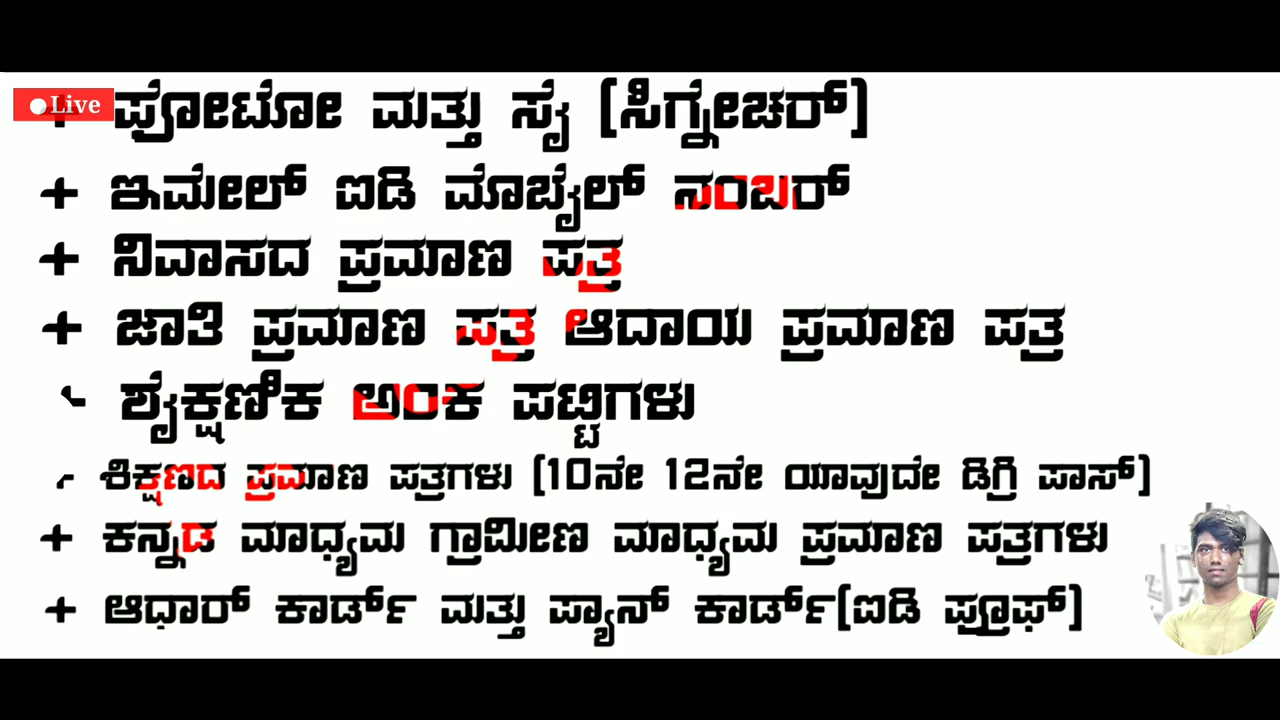 Live
+ ಫೋಟೋ ಮತ್ತು ಸೈ [ಸಿಗ್ನೇಚರ್]
+ ಇಮೇಲ್ ಐಡಿ ಮೊಬೈಲ್ ನಂಬರ್
+ ನಿವಾಸದ ಪ್ರಮಾಣ ಪತ್ರ
+ ಜಾತಿ ಪ್ರಮಾಣ ಪತ್ರ ಆದಾಯ ಪ್ರಮಾಣ ಪತ್ರ
ಶೈಕ್ಷಣಿಕ ಅಂಕ ಪಟ್ಟಿಗಳು
ಶಿಕ್ಷಣದ ಪ್ರಮಾಣ ಪತ್ರಗಳು [10ನೇ 12ನೇ ಯಾವುದೇ ಡಿಗ್ರಿ ಪಾಸ್]
+ ಕನ್ನಡ ಮಾಧ್ಯಮ ಗ್ರಾಮೀಣ ಮಾಧ್ಯಮ ಪ್ರಮಾಣ ಪತ್ರಗಳು
+ ಆಧಾರ್ ಕಾರ್ಡ್ ಮತ್ತು ಪ್ಯಾನ್ ಕಾರ್ಡ್[ಐಡಿ ಪ್ರೂಫ್]